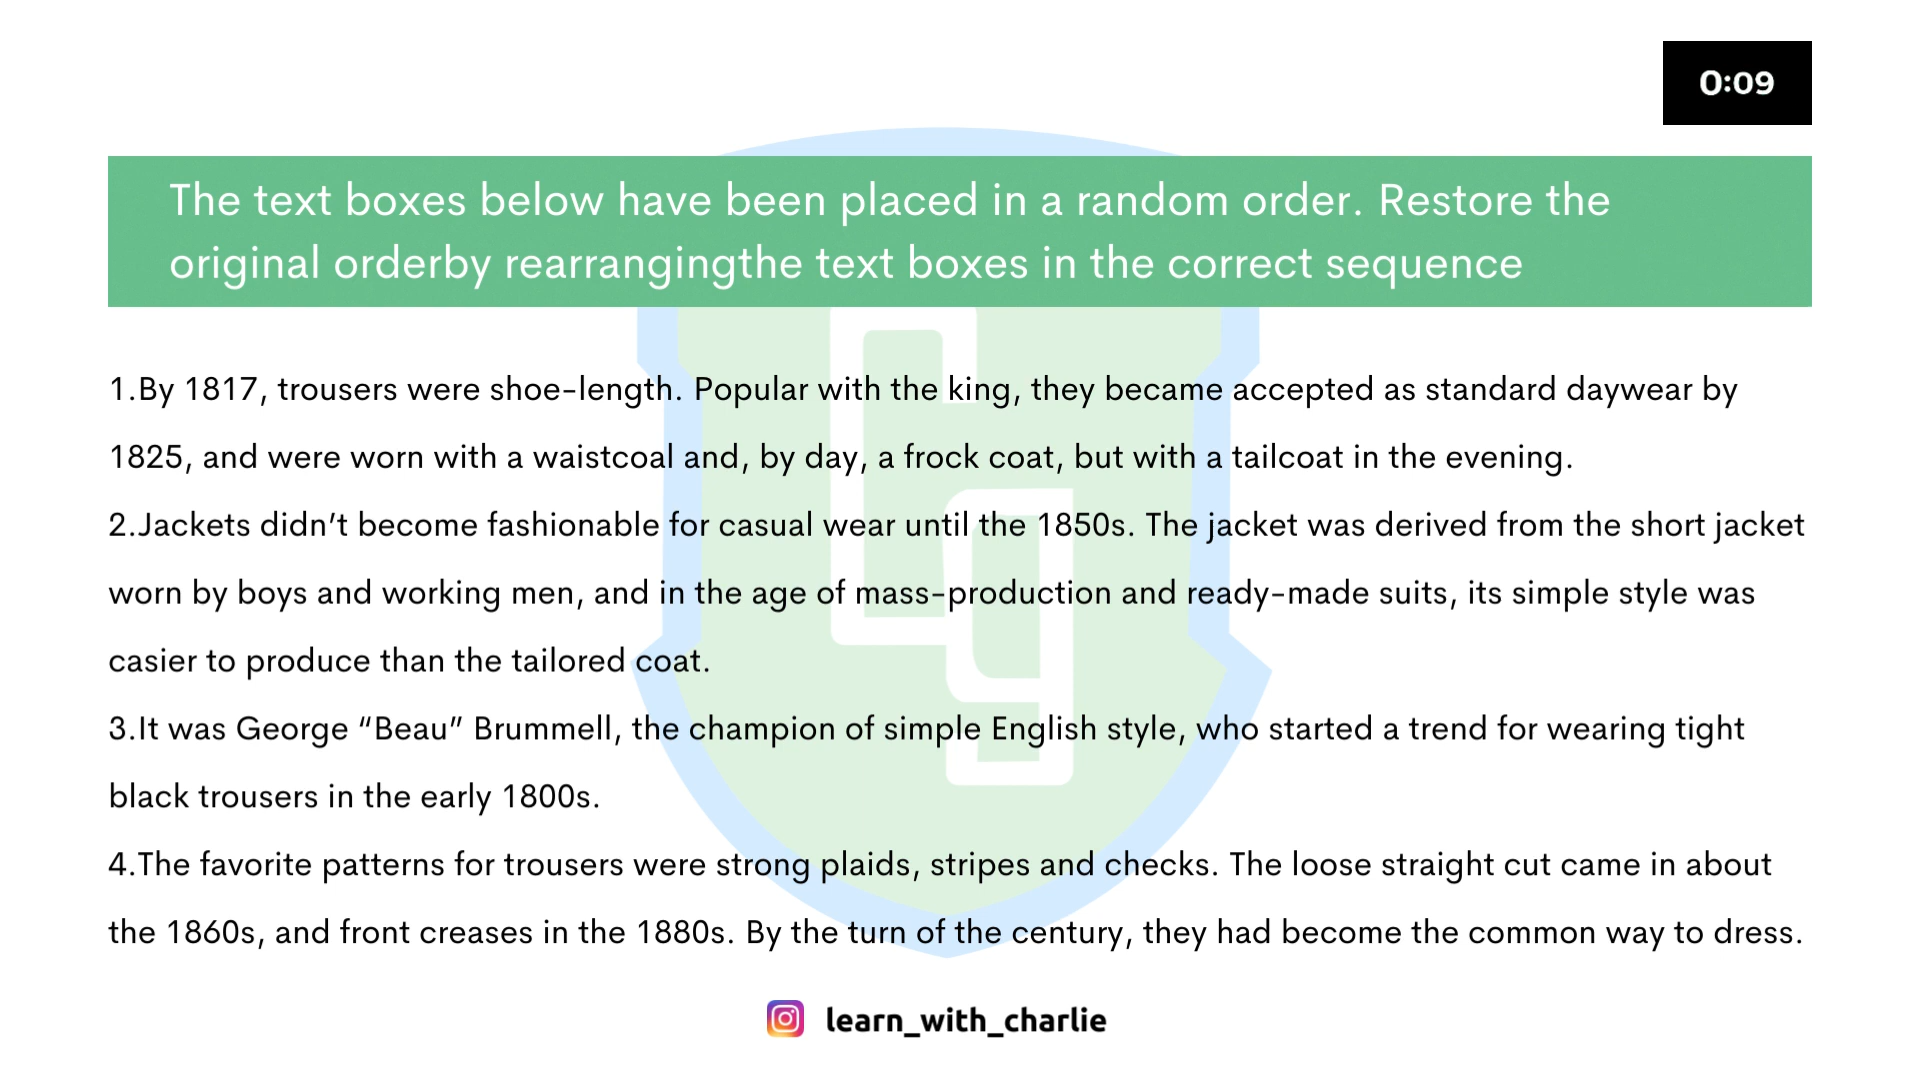 0:09
The text boxes below have been placed in a random order. Restore the
original orderby rearrangingthe text boxes in the correct sequence
1.By 1817, trousers were shoe-length. Popular with the king, they became accepted as standard daywear by
1825, and were worn with a waistcoal and, by day, a frock coat, but with a tailcoat in the evening.
2.Jackets didn't become fashionable for casual wear until the 1850s. The jacket was derived from the short jacket
worn by boys and working men, and in the age of mass-production and ready-made suits, its simple style was
casier to produce than the tailored coat.
3.It was George “Beau” Brummell, the champion of simple English style, who started a trend for wearing tight
black trousers in the early 1800s.
4.The favorite patterns for trousers were strong plaids, stripes and checks. The loose straight cut came in about
the 1860s, and front creases in the 1880s. By the turn of the century, they had become the common way to dress.
learn_with_charlie